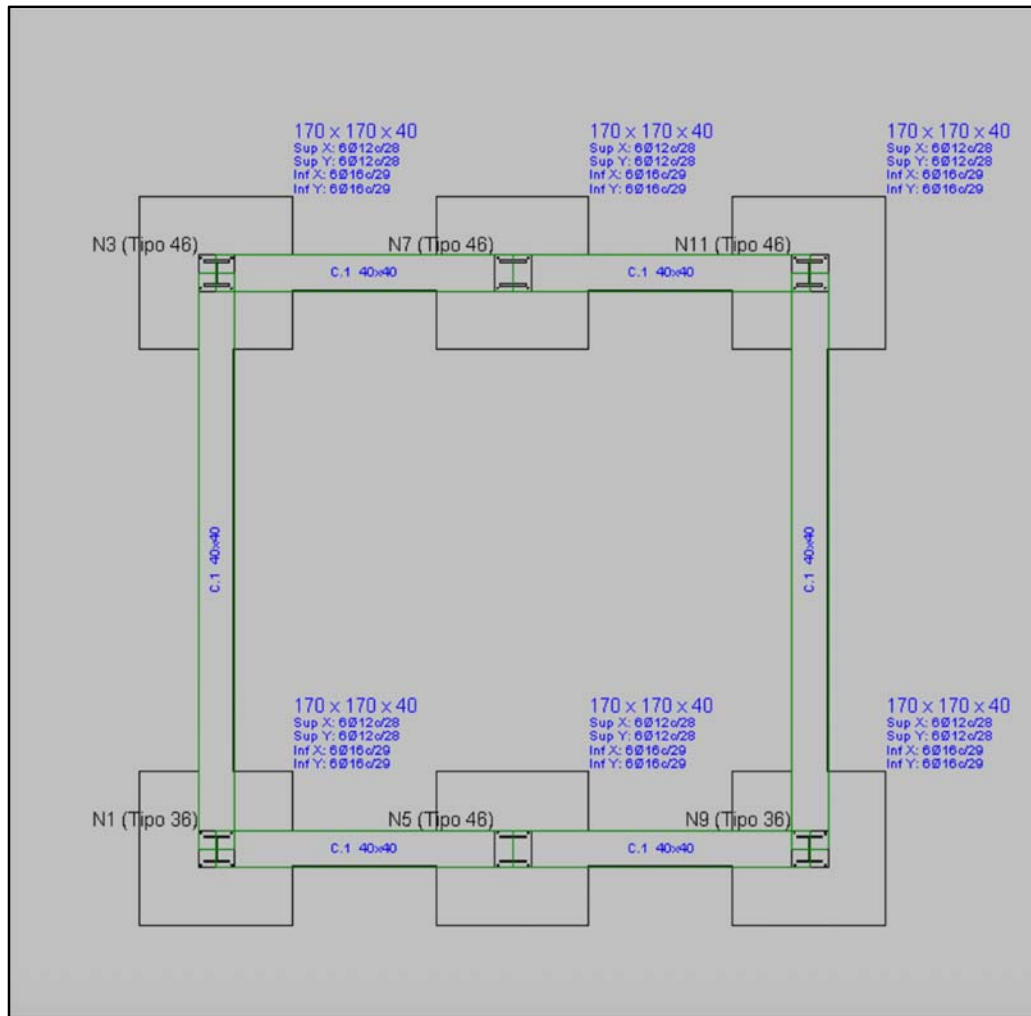 170 x 170 x 40
Sup X: 6Ø12c/28
Sup Y: 6Ø12c/28
Inf X: 6Ø16c/29
Inf Y: 6Ø16c/29
170 x 170 x 40
Sup X: 6Ø12c/28
Sup Y: 6Ø12c/28
Inf X: 6Ø16c/29
Inf Y: 6Ø16c/29
170 x 170 x 40
Sup X: 6Ø12c/28
Sup Y: 6Ø12c/28
Inf X: 6Ø16c/29
Inf Y: 6Ø16c/29
N3 (Tipo 46)
N7 (Tipo 46)
N11 (Tipo 46)
C.1 40x40
C.1 40x40
C.1 40x40
C.1 40x40
170 x 170 x 40
Sup X: 6Ø12c/28
Sup Y: 6Ø12c/28
Inf X: 6Ø16c/29
Inf Y: 6Ø16c/29
170 x 170 x 40
Sup X: 6Ø12c/28
Sup Y: 6Ø12c/28
Inf X: 6Ø16c/29
Inf Y: 6Ø16c/29
170 x 170 x 40
Sup X: 6Ø12c/28
Sup Y: 6Ø12c/28
Inf X: 6Ø16c/29
Inf Y: 6Ø16c/29
N1 (Tipo 36)
N5 (Tipo 46)
N9 (Tipo 36)
C.1 40x40
C.1 40x40